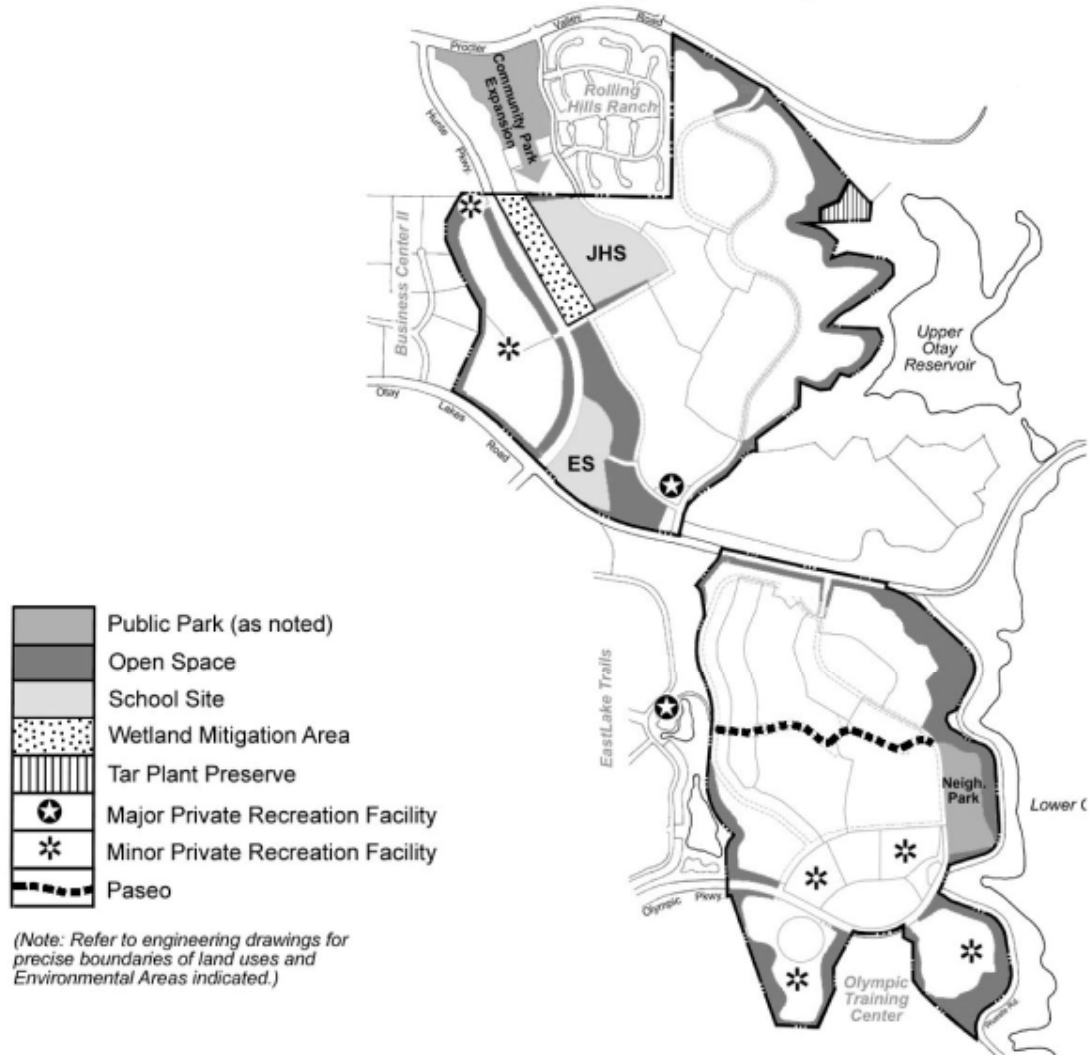 Procter Valley Road
Community Park
Expansion
Rolling
Hills Ranch
Hunte Pkwy.
Business Center II
JHS
Upper
Otay
Reservoir
Otay Lakes Road
ES
Public Park (as noted)
Open Space
School Site
Wetland Mitigation Area
Tar Plant Preserve
Major Private Recreation Facility
Minor Private Recreation Facility
Paseo
(Note: Refer to engineering drawings for
precise boundaries of land uses and
Environmental Areas indicated.)
EastLake Trails
Neigh.
Park
Lower
Olympic Pkwy.
Olympic
Training
Center
Rd.